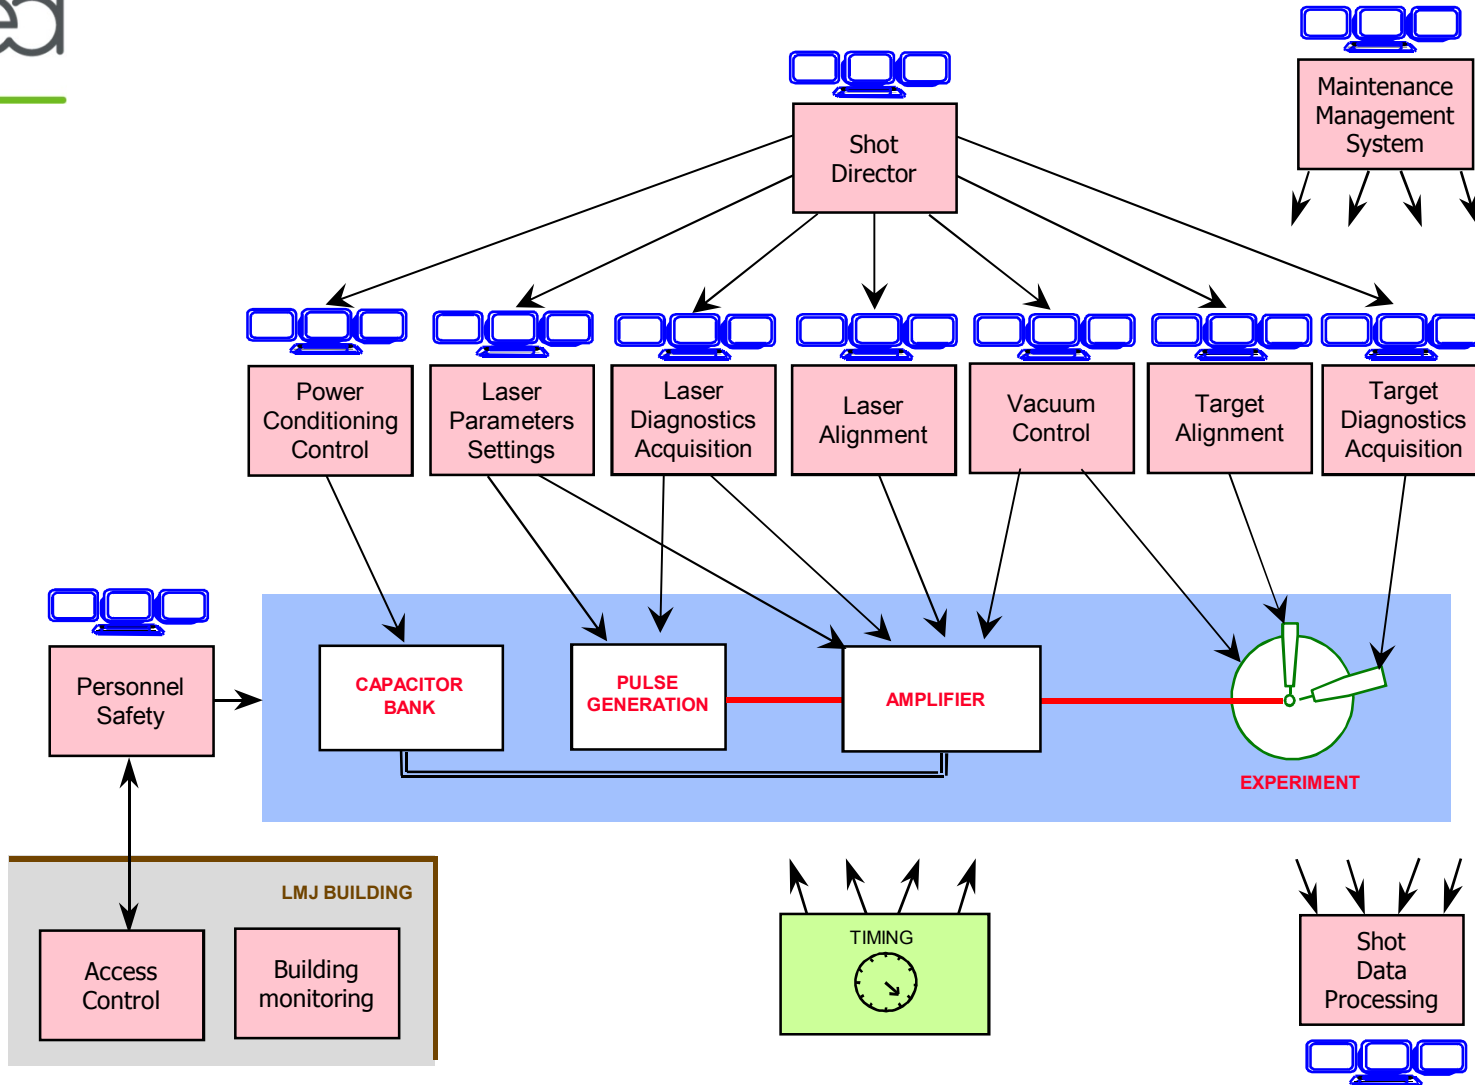 Maintenance
Management
System
Shot
Director
Power
Conditioning
Control
Laser
Parameters
Settings
Laser
Diagnostics
Acquisition
Laser
Alignment
Vacuum
Control
Target
Alignment
Target
Diagnostics
Acquisition
Personnel
Safety
CAPACITOR
BANK
PULSE
GENERATION
AMPLIFIER
EXPERIMENT
LMJ BUILDING
Access
Control
Building
monitoring
TIMING
Shot
Data
Processing